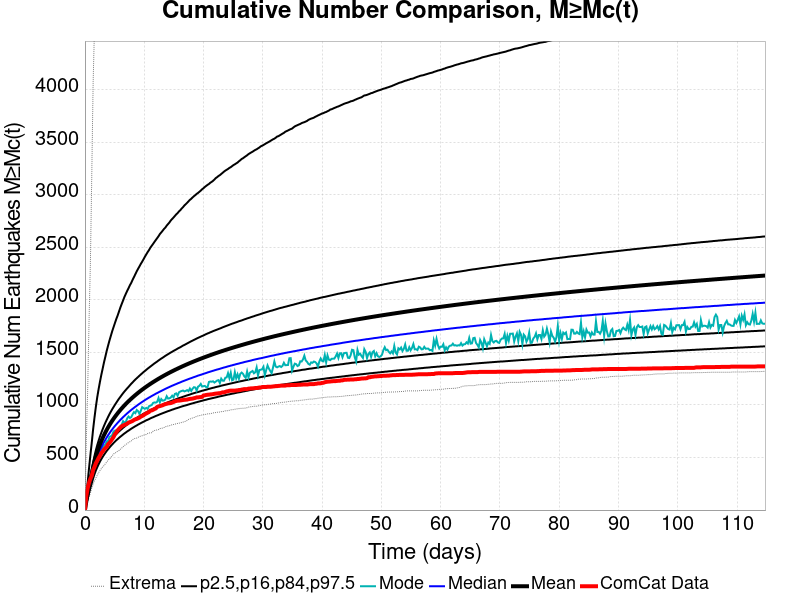 Cumulative Number Comparison, M≥Mc(t)
Cumulative Num Earthquakes M≥Mc(t)
4000
3500
3000
2500
2000
1500
1000
500
0
0 10 20 30 40 50 60 70 80 90 100 110
Time (days)
Extrema p2.5,p16,p84,p97.5 Mode Median Mean ComCat Data